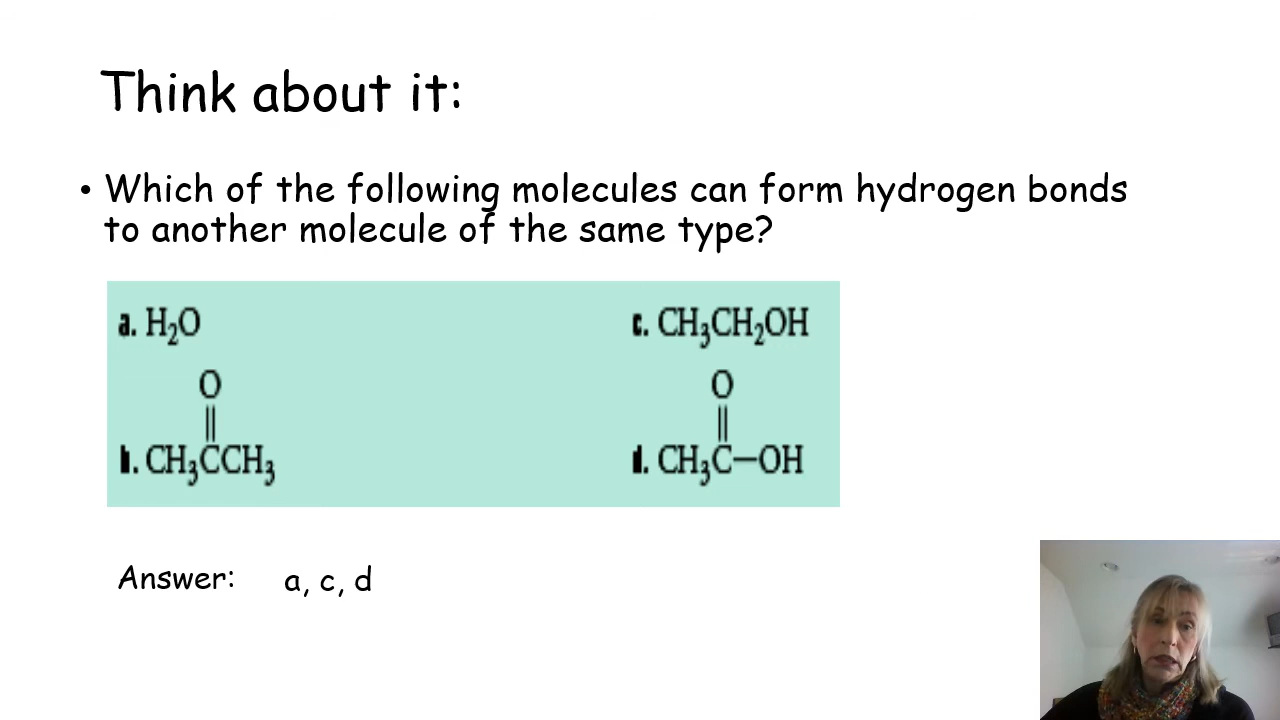 Think about it:
• Which of the following molecules can form hydrogen bonds
to another molecule of the same type?
a. H₂O
c. CH₃CH₂OH
O
||
b. CH₃CCH₃
O
||
d. CH₃C—OH
Answer: a, c, d